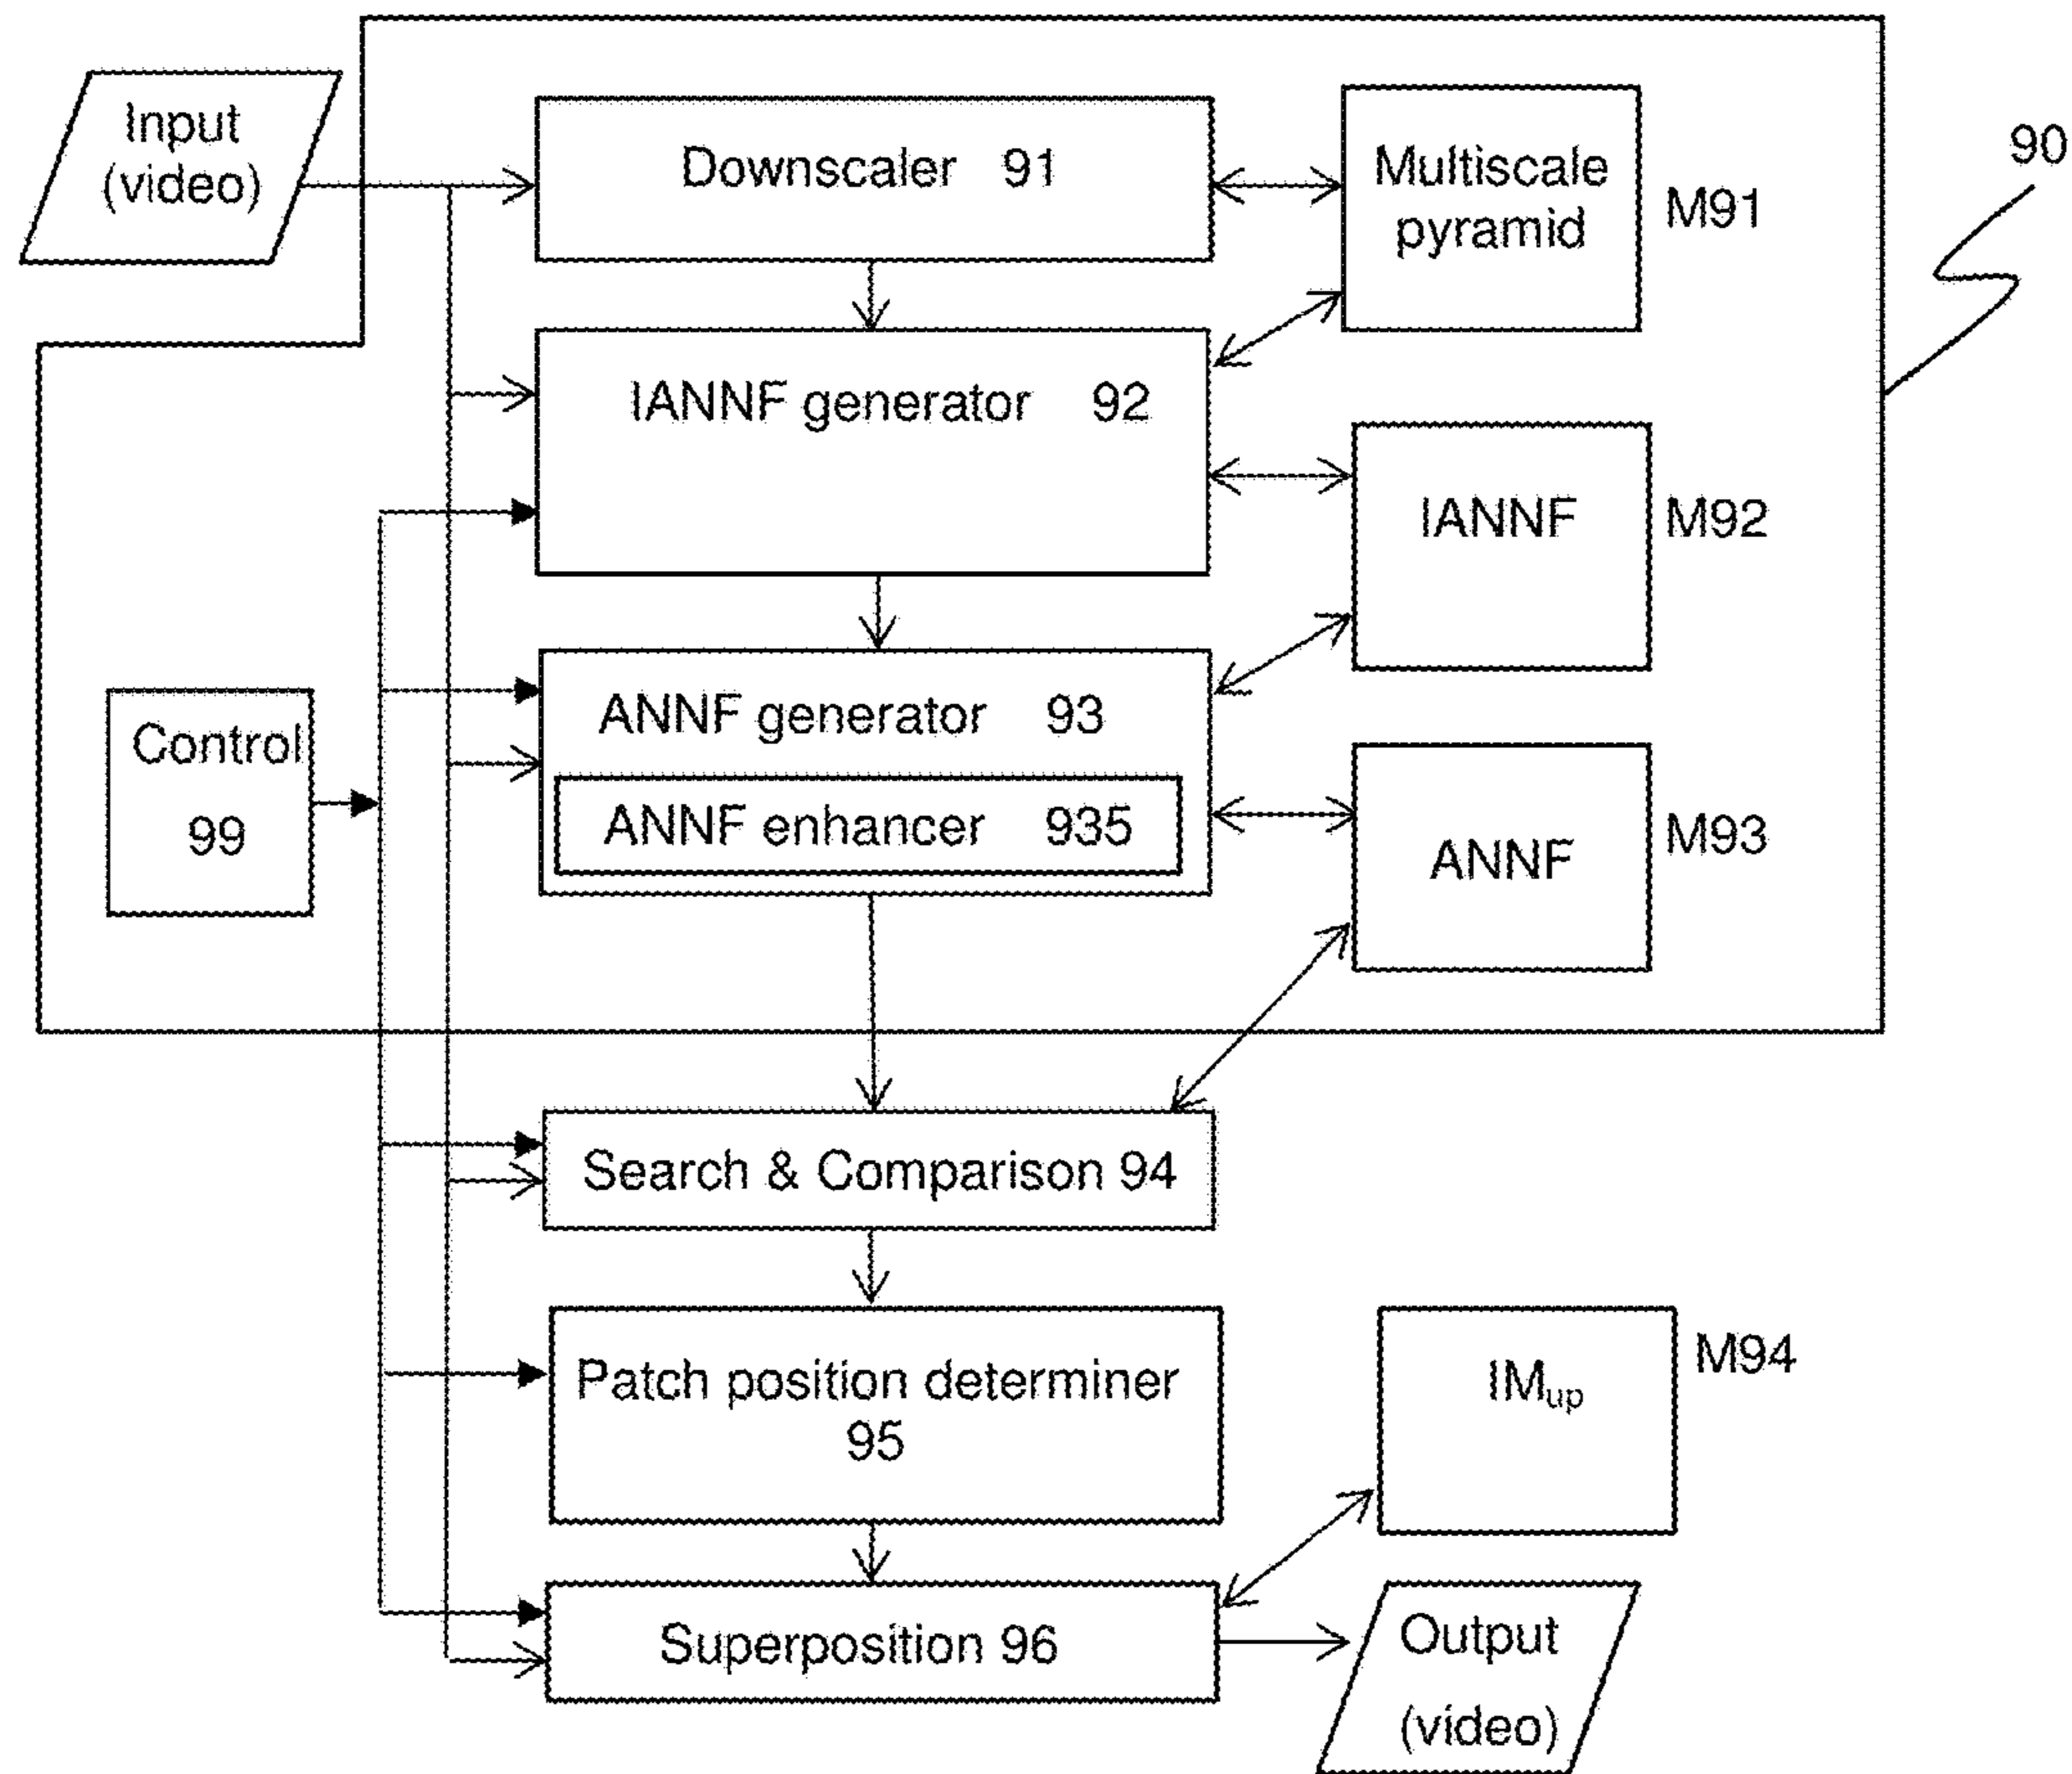 Input
(video)
Downscaler 91
Multiscale
pyramid
M91
90
IANNF generator 92
IANNF
M92
Control
99
ANNF generator 93
ANNF enhancer 935
ANNF
M93
Search & Comparison 94
Patch position determiner
95
IMup
M94
Superposition 96
Output
(video)